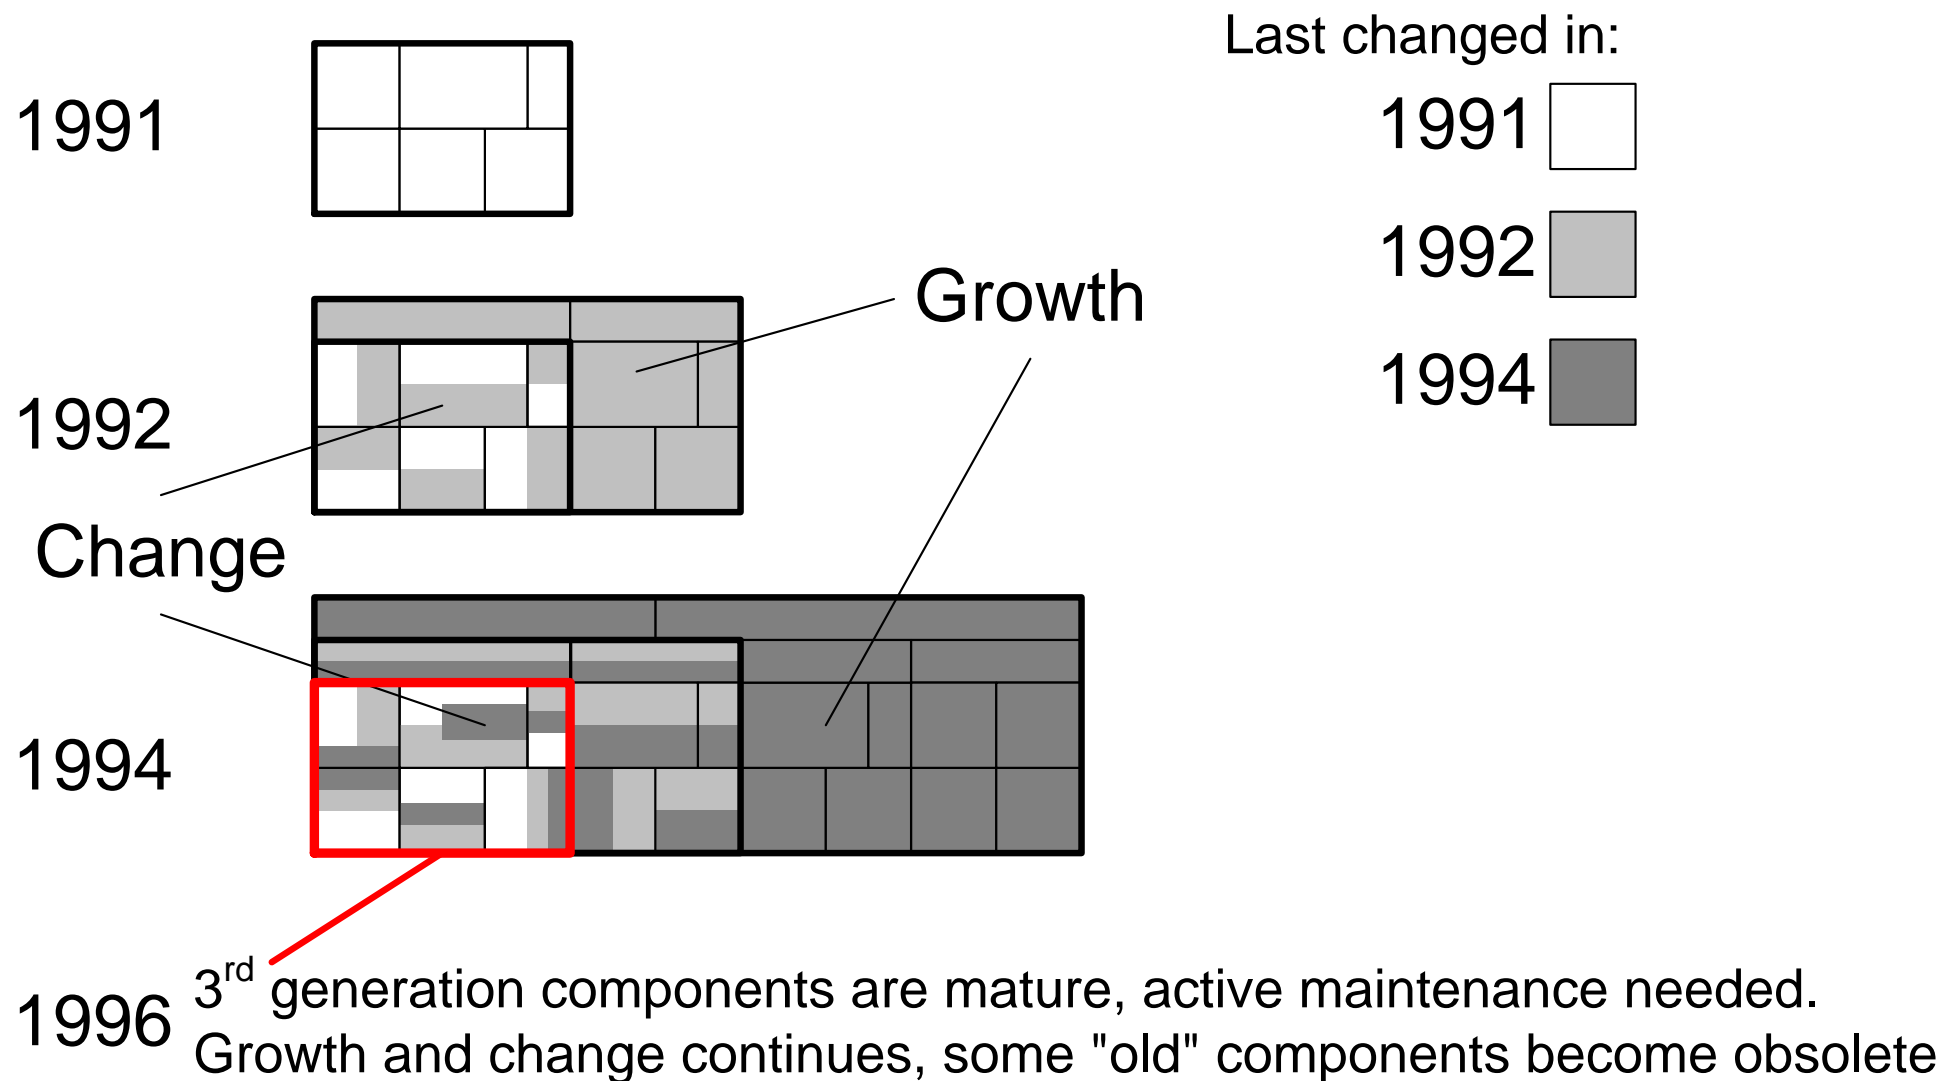 Last changed in:
1991
1991
1992
Growth
1992
1994
Change
1994
1996
3rd generation components are mature, active maintenance needed.
Growth and change continues, some "old" components become obsolete